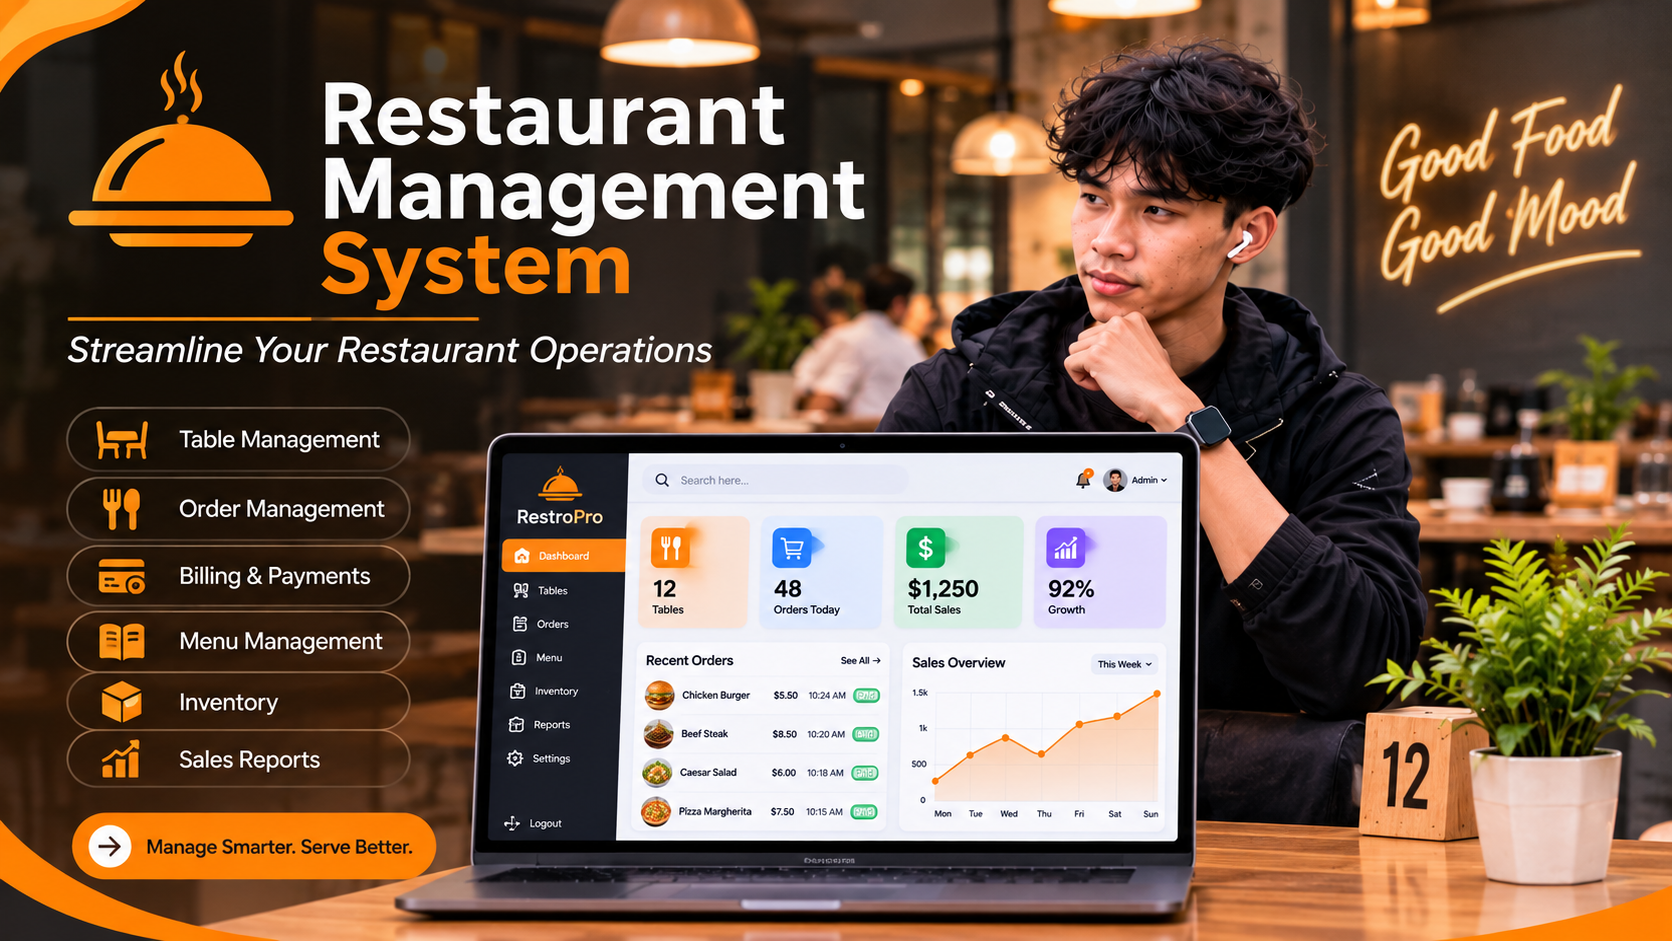 Restaurant
Management
System
Streamline Your Restaurant Operations
Table Management
Order Management
Billing & Payments
Menu Management
Inventory
Sales Reports
Manage Smarter. Serve Better.
Good Food
Good Mood
RestroPro
Dashboard
Tables
Orders
Menu
Inventory
Reports
Settings
Logout
Search here...
Admin
12
Tables
48
Orders Today
$1,250
Total Sales
92%
Growth
Recent Orders
See All →
Chicken Burger $5.50 10:24 AM
Beef Steak $8.50 10:20 AM
Caesar Salad $6.00 10:18 AM
Pizza Margherita $7.50 10:15 AM
Sales Overview
This Week
1.5k
1k
500
0
Mon Tue Wed Thu Fri Sat Sun
12